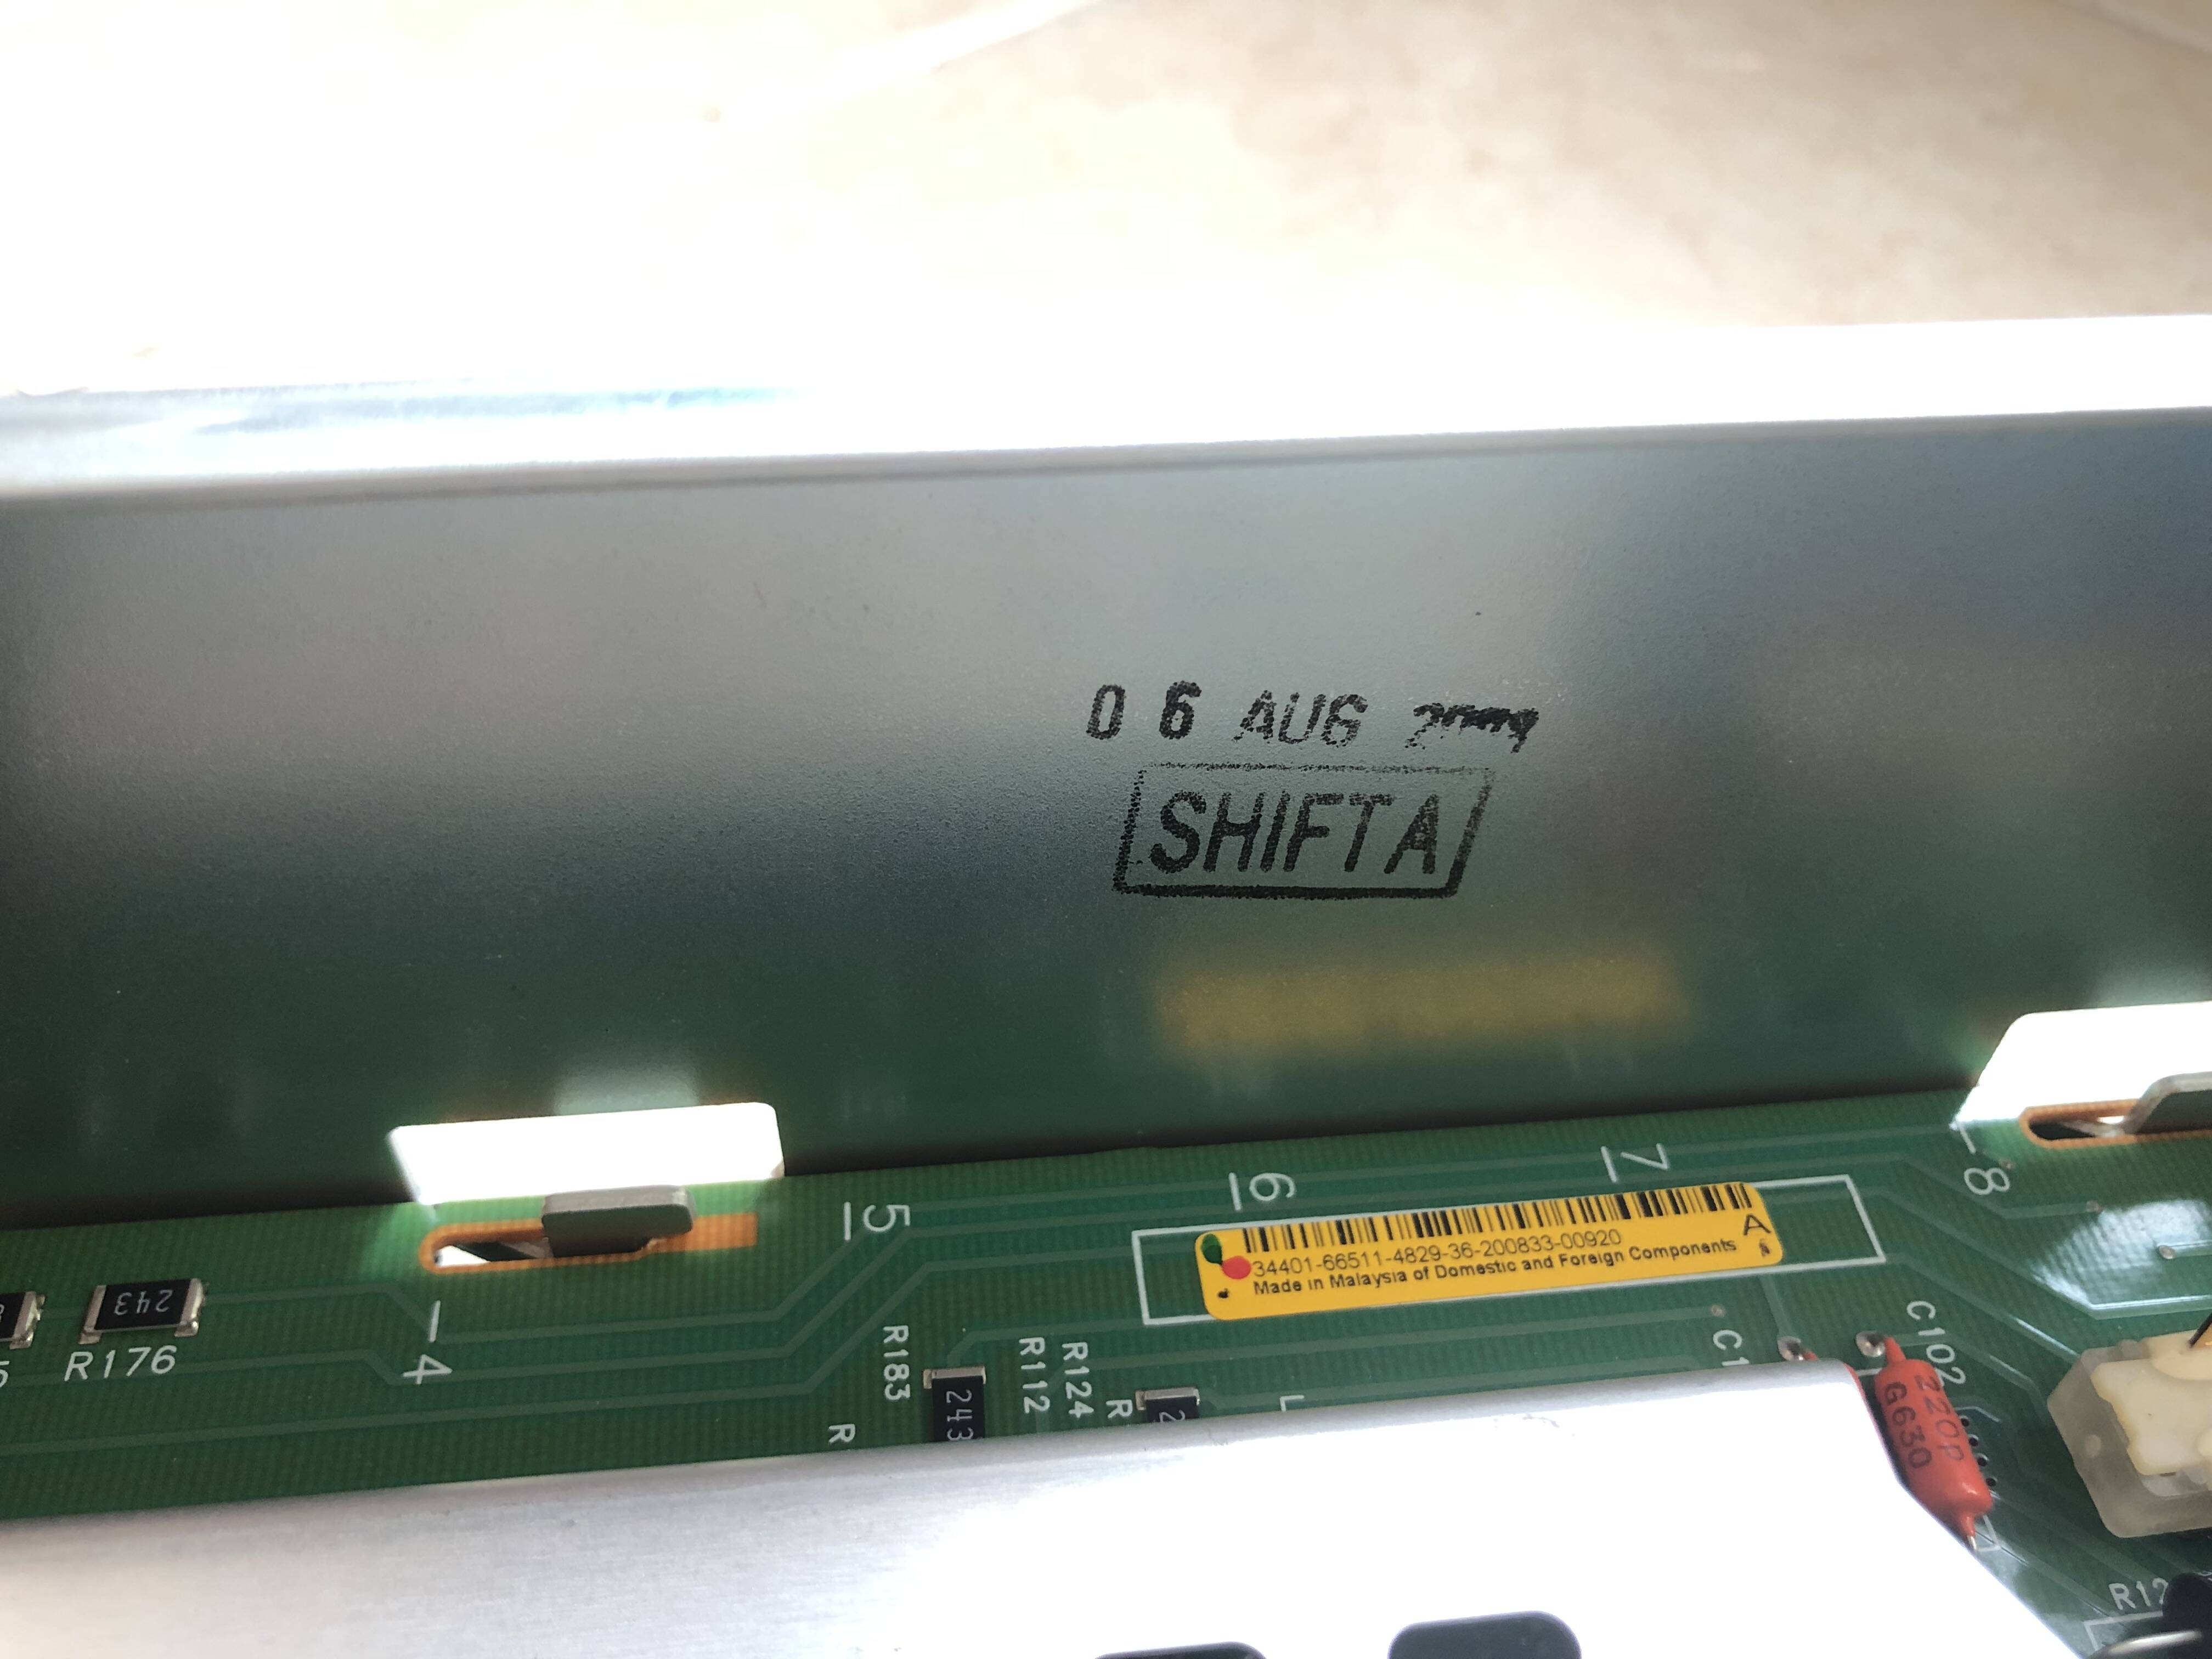 0 6 AUG
SHIFT A
5
6
7
8
34401-66511-4829-36-200833-00920
A
Made in Malaysia of Domestic and Foreign Components
243
R176
4
R183
243
R112
R124
R
R
L
C102
220p
G630